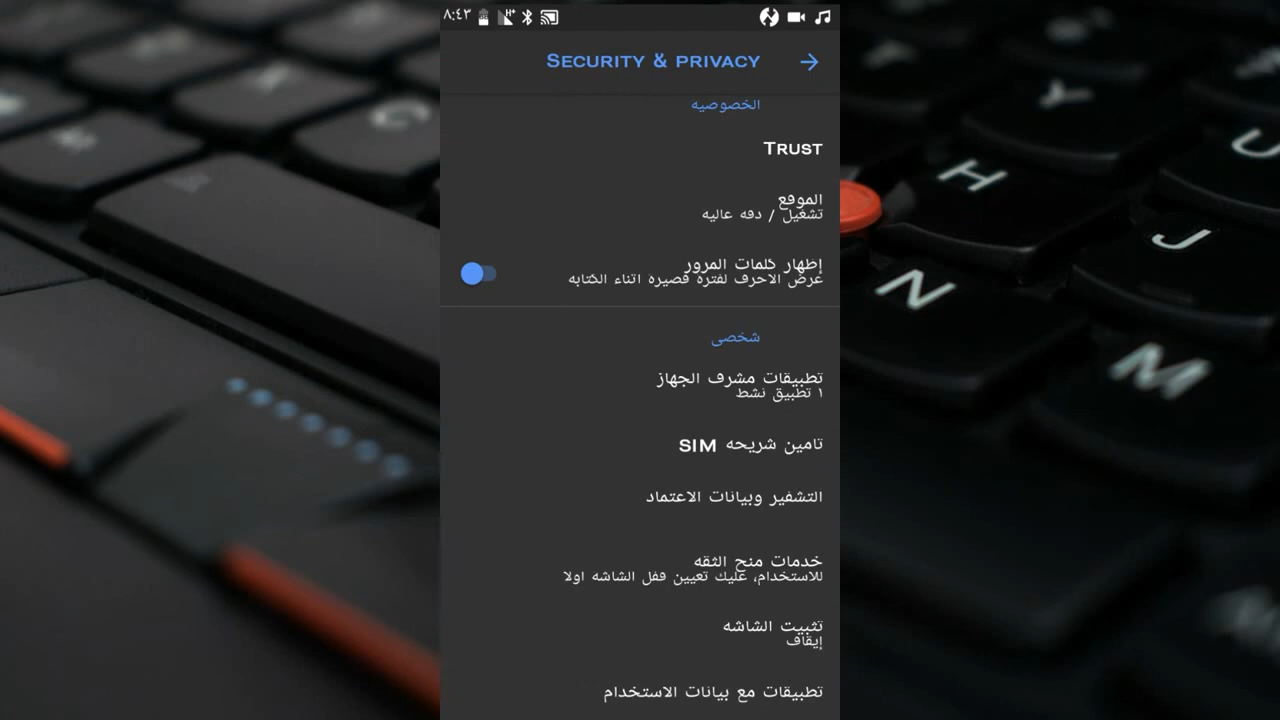 ٨:٤٣
SECURITY & PRIVACY
الخصوصيه
TRUST
الموقع
تشغيل / دقه عاليه
إظهار كلمات المرور
عرض الاحرف لفتره قصيره اثناء الكتابه
شخصى
تطبيقات مشرف الجهاز
١ تطبيق نشط
تامين شريحه SIM
التشفير وبيانات الاعتماد
خدمات منح الثقه
للاستخدام، عليك تعيين قفل الشاشه اولا
تثبيت الشاشه
إيقاف
تطبيقات مع بيانات الاستخدام
Y
U
H
J
N
M